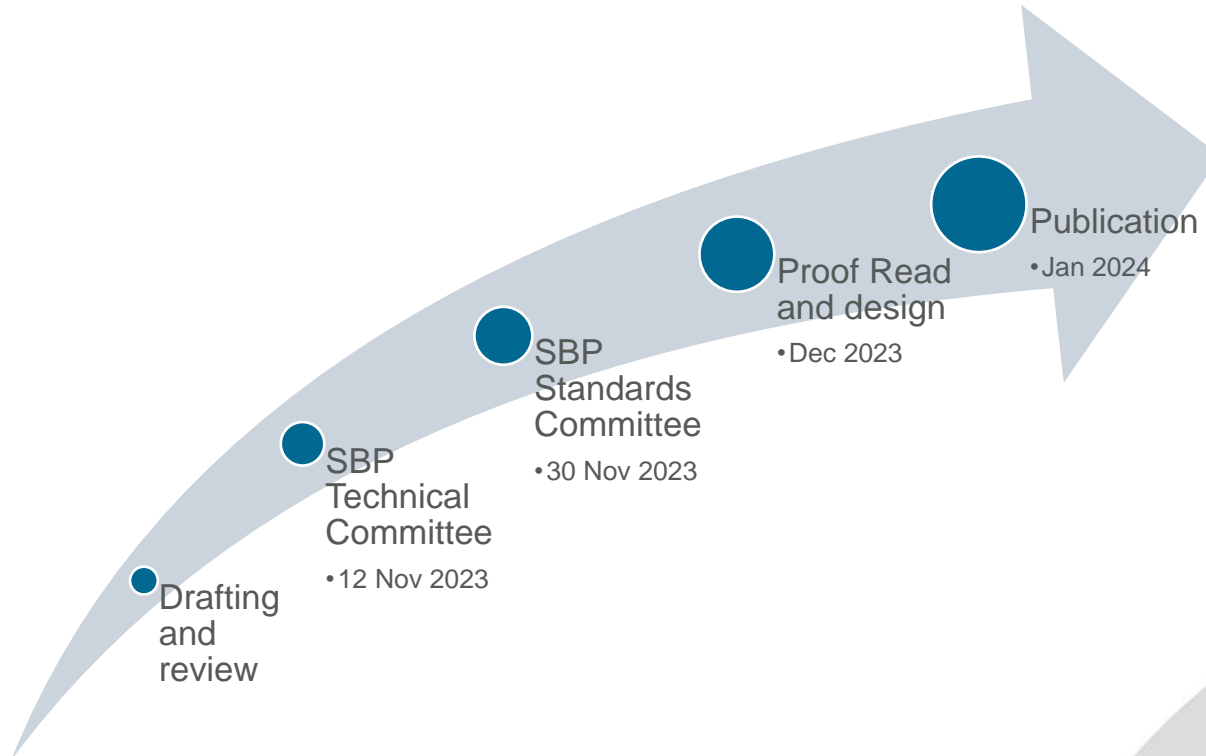 Drafting
and
review
SBP
Technical
Committee
•12 Nov 2023
SBP
Standards
Committee
•30 Nov 2023
Proof Read
and design
•Dec 2023
Publication
•Jan 2024